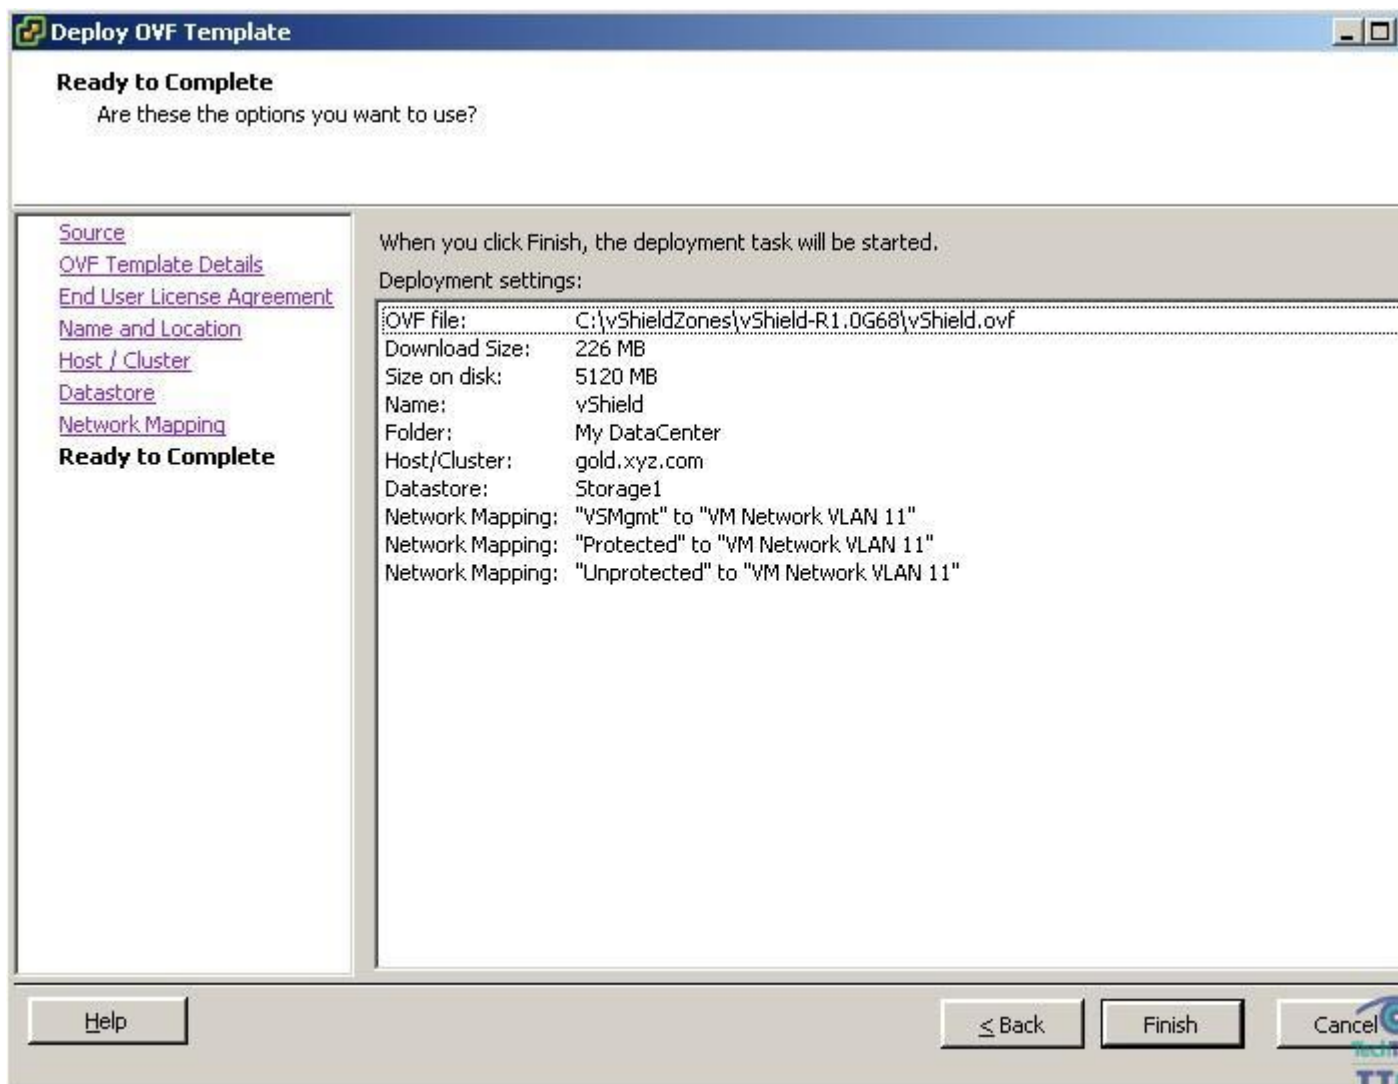 Deploy OVF Template
Ready to Complete
Are these the options you want to use?
Source
OVF Template Details
End User License Agreement
Name and Location
Host / Cluster
Datastore
Network Mapping
Ready to Complete
When you click Finish, the deployment task will be started.
Deployment settings:
OVF file: C:\vShieldZones\vShield-R1.0G68\vShield.ovf
Download Size: 226 MB
Size on disk: 5120 MB
Name: vShield
Folder: My DataCenter
Host/Cluster: gold.xyz.com
Datastore: Storage1
Network Mapping: "VSMgmt" to "VM Network VLAN 11"
Network Mapping: "Protected" to "VM Network VLAN 11"
Network Mapping: "Unprotected" to "VM Network VLAN 11"
Help
< Back
Finish
Cancel